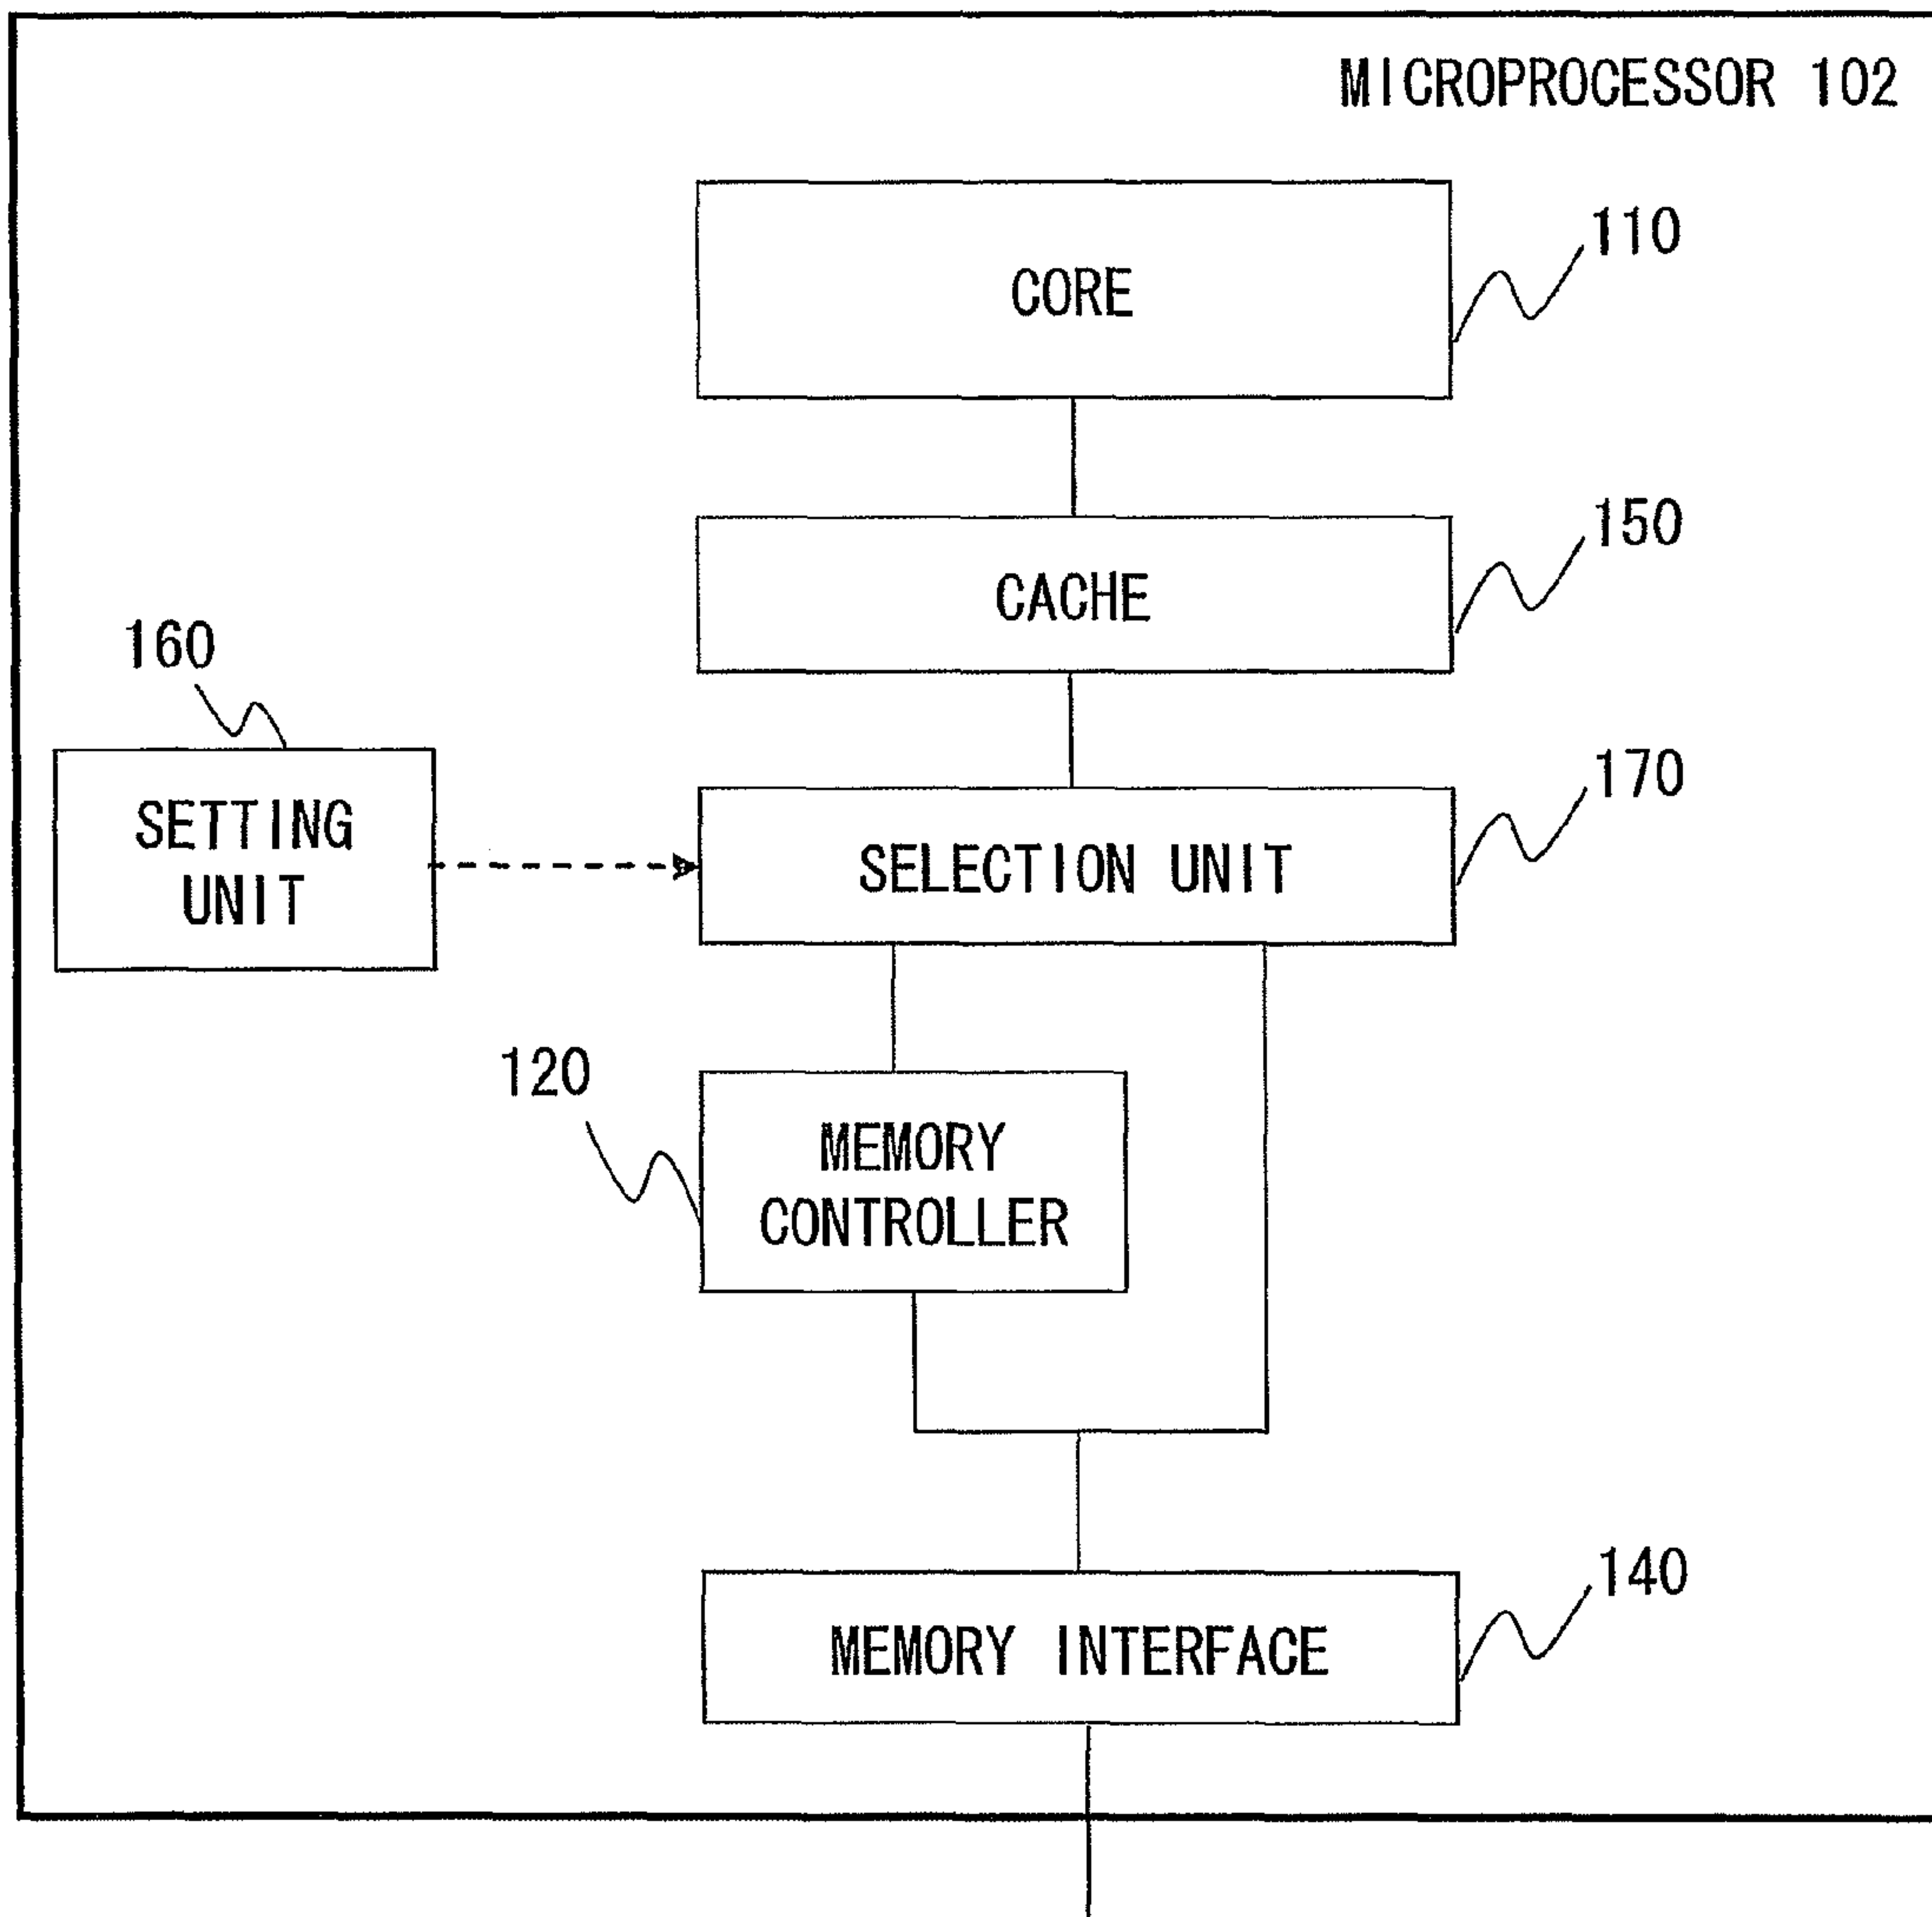 MICROPROCESSOR 102
CORE
110
CACHE
150
160
SETTING
UNIT
SELECTION UNIT
170
120
MEMORY
CONTROLLER
MEMORY INTERFACE
140